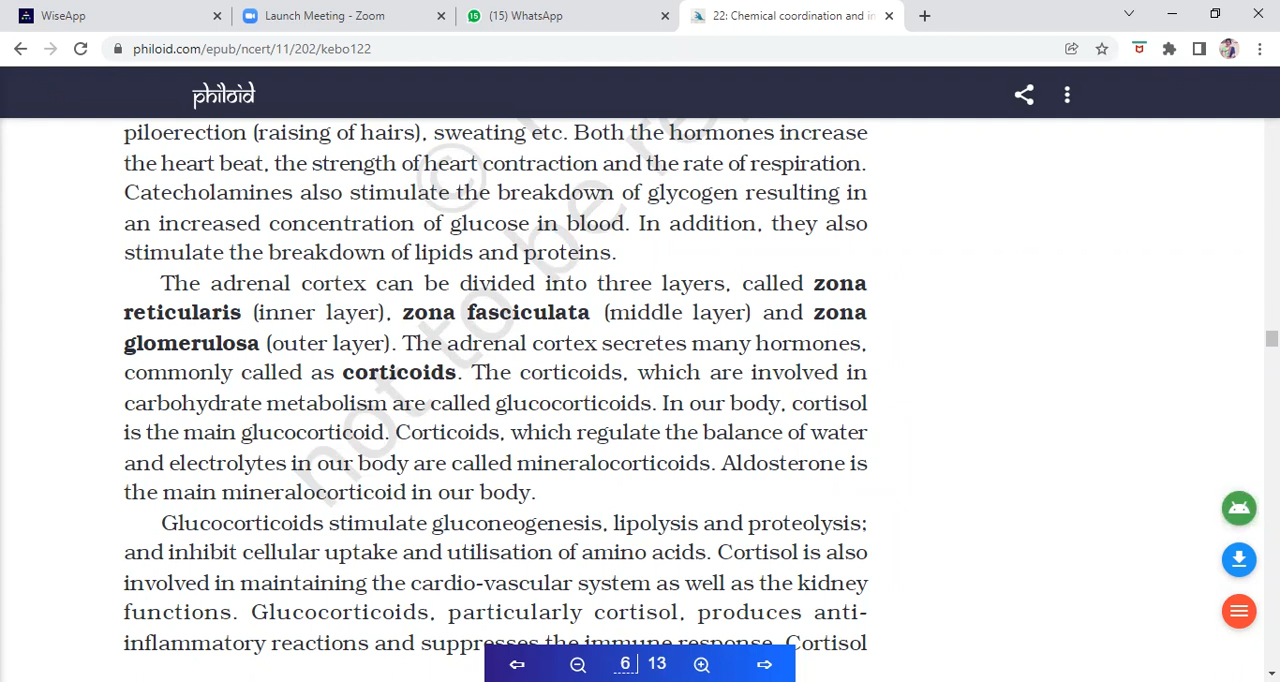 WiseApp
Launch Meeting - Zoom
(15) WhatsApp
22: Chemical coordination and in
philoid.com/epub/ncert/11/202/kebo122
philoid
piloerection (raising of hairs), sweating etc. Both the hormones increase
the heart beat, the strength of heart contraction and the rate of respiration.
Catecholamines also stimulate the breakdown of glycogen resulting in
an increased concentration of glucose in blood. In addition, they also
stimulate the breakdown of lipids and proteins.
The adrenal cortex can be divided into three layers, called zona
reticularis (inner layer), zona fasciculata (middle layer) and zona
glomerulosa (outer layer). The adrenal cortex secretes many hormones,
commonly called as corticoids. The corticoids, which are involved in
carbohydrate metabolism are called glucocorticoids. In our body, cortisol
is the main glucocorticoid. Corticoids, which regulate the balance of water
and electrolytes in our body are called mineralocorticoids. Aldosterone is
the main mineralocorticoid in our body.
Glucocorticoids stimulate gluconeogenesis, lipolysis and proteolysis;
and inhibit cellular uptake and utilisation of amino acids. Cortisol is also
involved in maintaining the cardio-vascular system as well as the kidney
functions. Glucocorticoids, particularly cortisol, produces anti-
inflammatory reactions and suppresses the immune response. Cortisol
6 13
© not to be re